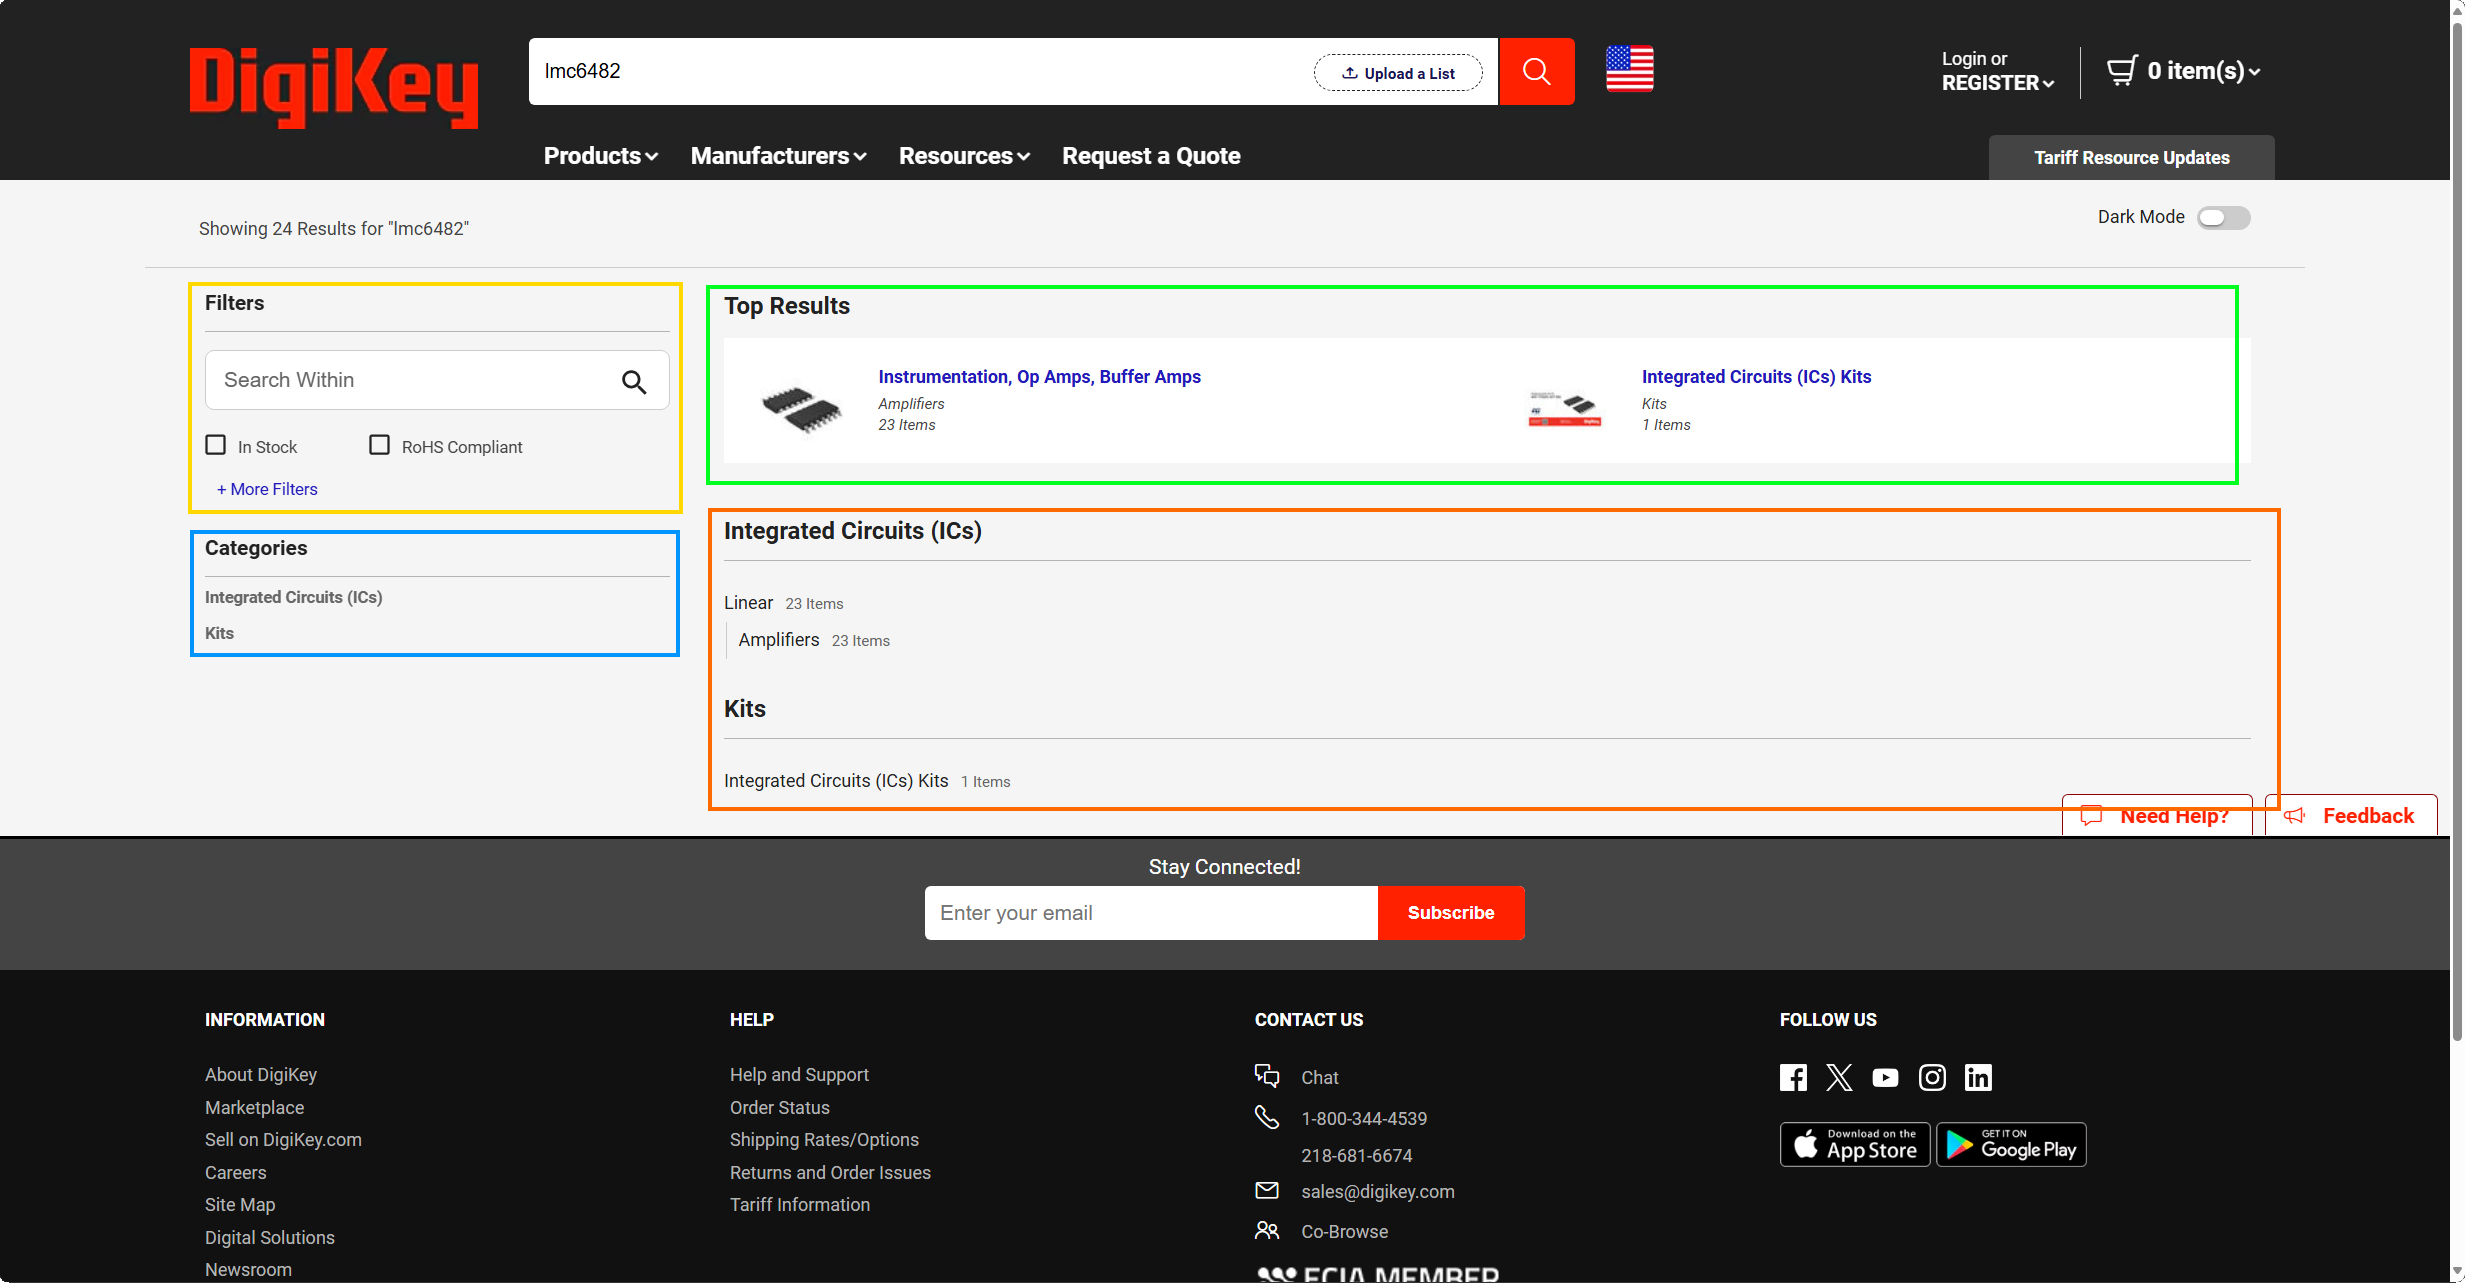 DigiKey
lmc6482
Upload a List
Login or
REGISTER
0 item(s)
Products
Manufacturers
Resources
Request a Quote
Tariff Resource Updates
Showing 24 Results for "lmc6482"
Dark Mode
Filters
Search Within
In Stock
RoHS Compliant
+ More Filters
Categories
Integrated Circuits (ICs)
Kits
Top Results
Instrumentation, Op Amps, Buffer Amps
Amplifiers
23 Items
Integrated Circuits (ICs) Kits
Kits
1 Items
Integrated Circuits (ICs)
Linear 23 Items
Amplifiers 23 Items
Kits
Integrated Circuits (ICs) Kits 1 Items
Need Help?
Feedback
Stay Connected!
Enter your email
Subscribe
INFORMATION
About DigiKey
Marketplace
Sell on DigiKey.com
Careers
Site Map
Digital Solutions
Newsroom
HELP
Help and Support
Order Status
Shipping Rates/Options
Returns and Order Issues
Tariff Information
CONTACT US
Chat
1-800-344-4539
218-681-6674
sales@digikey.com
Co-Browse
ECIA MEMBER
FOLLOW US
Download on the
App Store
GET IT ON
Google Play